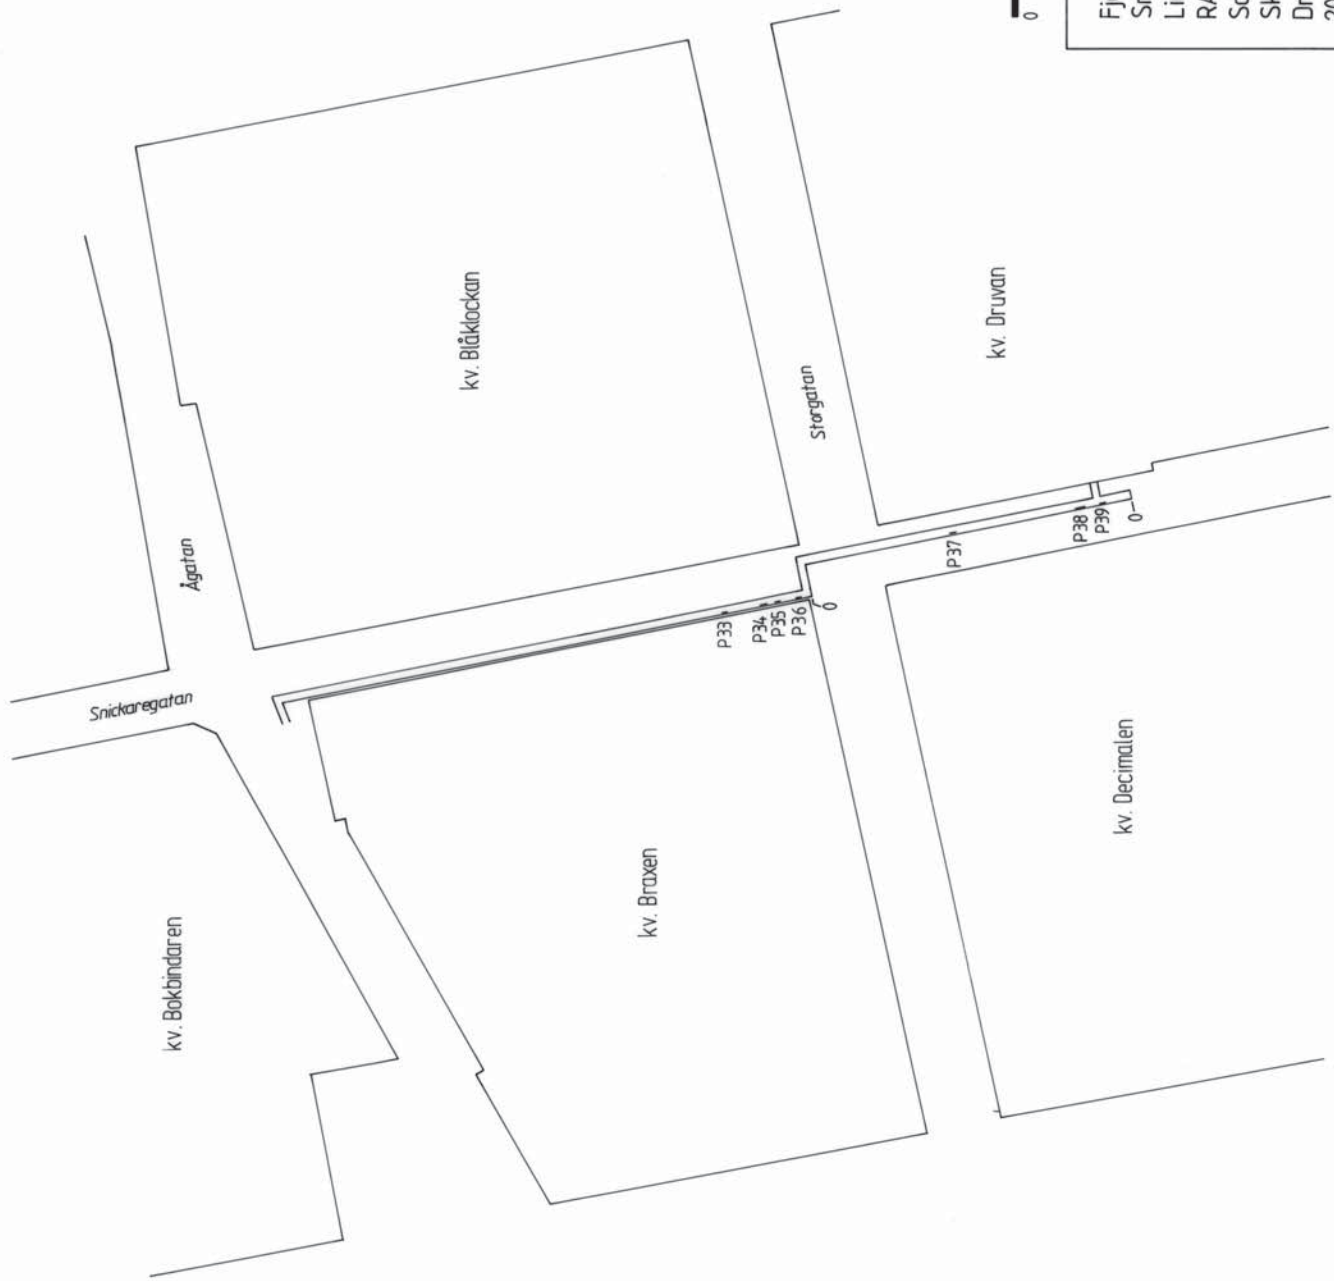 Snickaregatan
kv. Bokbindaren
Ågatan
kv. Blåklockan
kv. Braxen
P33
P34
P35
P36
Storgatan
0
P37
kv. Druvan
0
P38
P39
kv. Decimalen
0